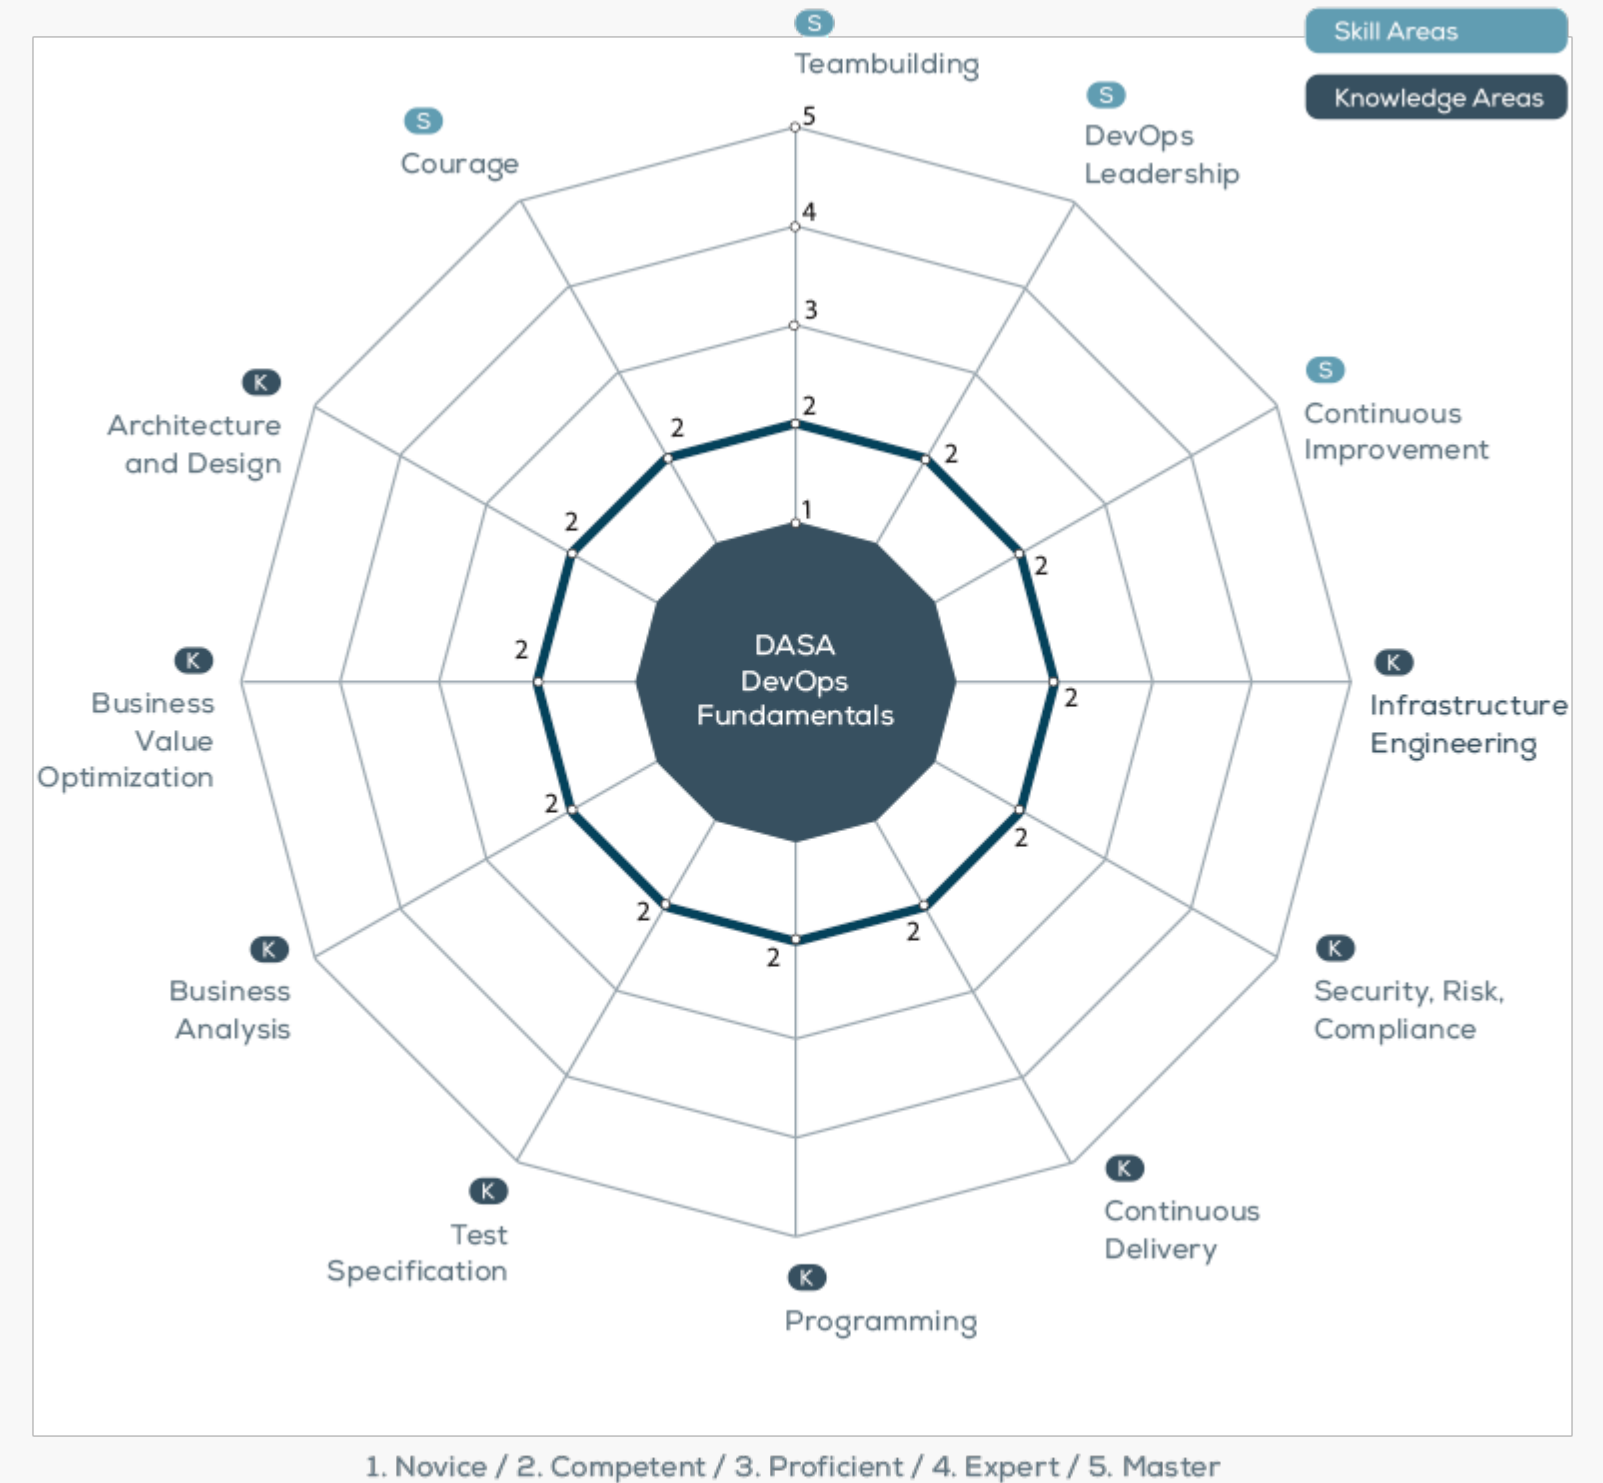 S
Teambuilding
Skill Areas
Knowledge Areas
S
DevOps
Leadership
S
Courage
5
4
3
2
1
S
Continuous
Improvement
K
Architecture
and Design
2
2
2
2
2
2
2
2
2
2
2
DASA
DevOps
Fundamentals
K
Infrastructure
Engineering
K
Business
Value
Optimization
K
Security, Risk,
Compliance
K
Business
Analysis
K
Continuous
Delivery
K
Test
Specification
K
Programming
1. Novice / 2. Competent / 3. Proficient / 4. Expert / 5. Master